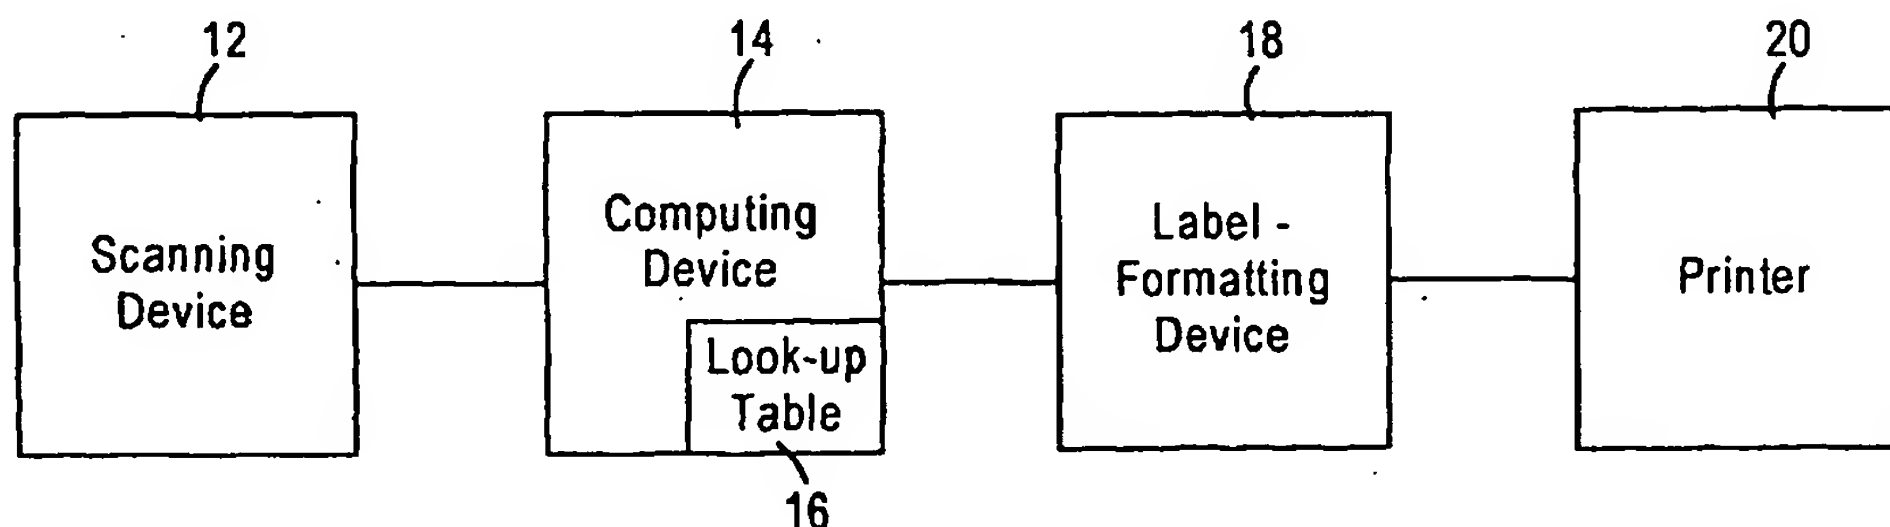 12
14
18
20
Scanning
Device
Computing
Device
Look-up
Table
16
Label -
Formatting
Device
Printer